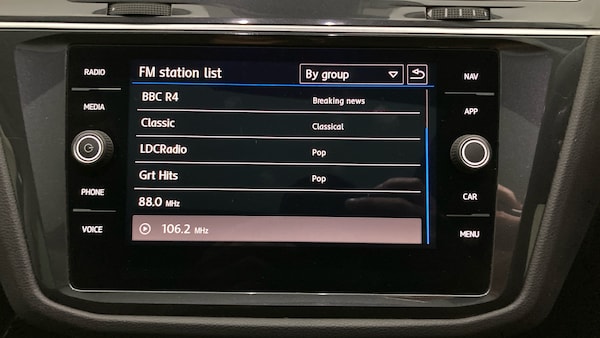 RADIO
MEDIA
PHONE
VOICE
FM station list By group
BBC R4 Breaking news
Classic Classical
LDCRadio Pop
Grt Hits Pop
88.0 MHz
106.2 MHz
NAV
APP
CAR
MENU